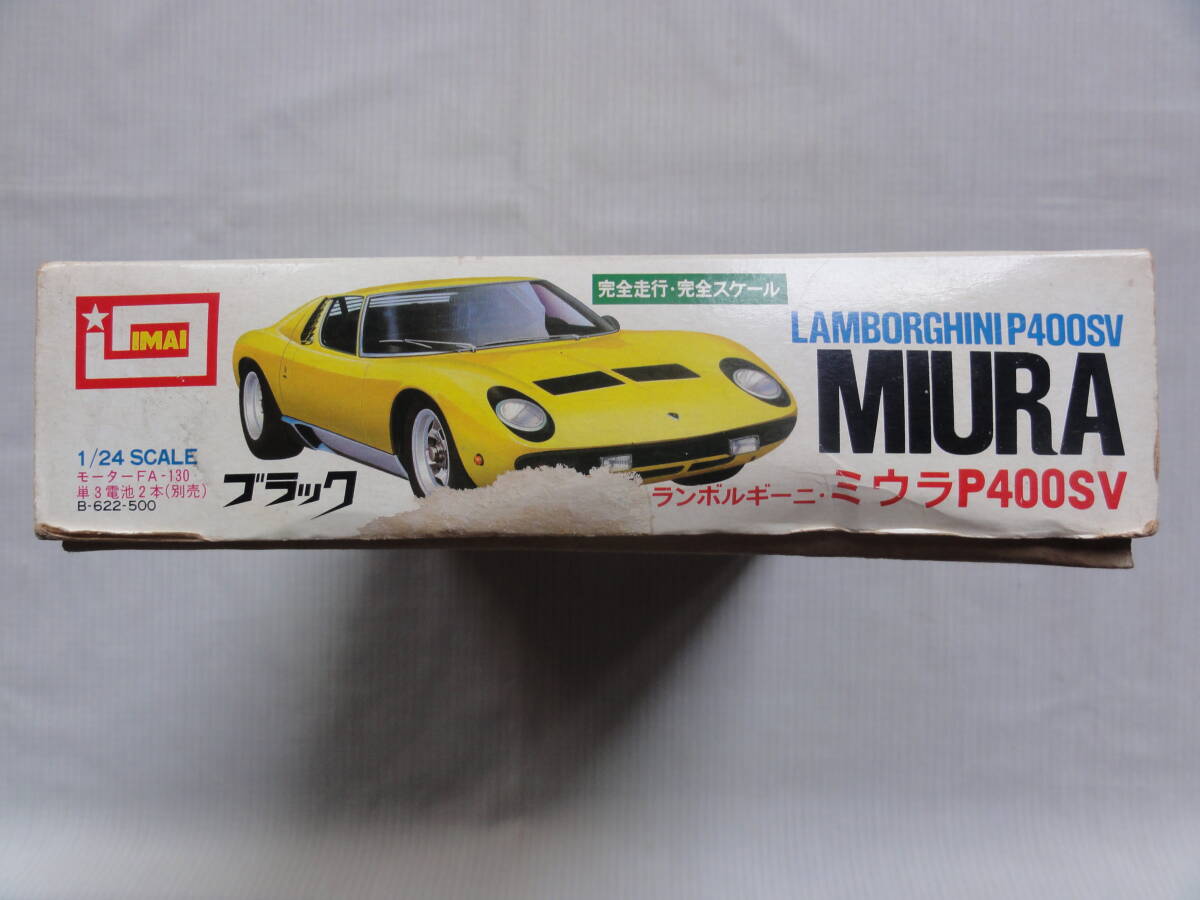 IMAI
1/24 SCALE
モーターFA-130
単3電池2本(別売)
B-622-500
ブラック
完全走行・完全スケール
LAMBORGHINI P400SV
MIURA
ランボルギーニ・ミウラP400SV